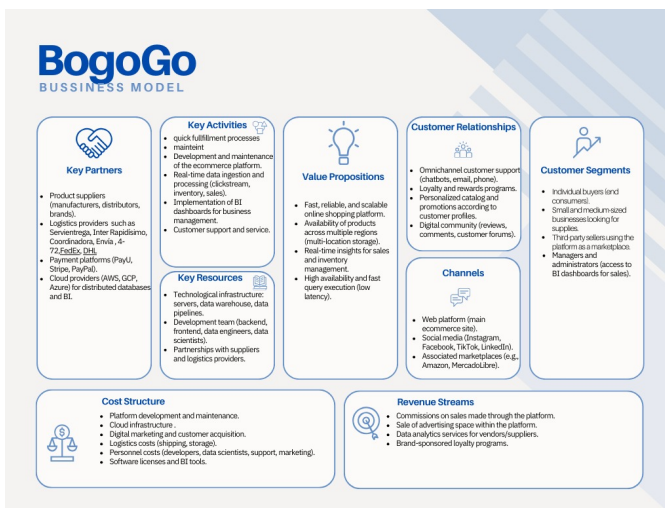 BogoGo
BUSSINESS MODEL
Key Partners
• Product suppliers
(manufacturers, distributors,
brands).
• Logistics providers such as
Servientrega, Inter Rapidísimo,
Coordinadora, Envía , 4-
72,FedEx, DHL
• Payment platforms (PayU,
Stripe, PayPal).
• Cloud providers (AWS, GCP,
Azure) for distributed databases
and BI.
Key Activities
• quick fullfillment processes
• mainteint
• Development and maintenance
of the ecommerce platform.
• Real-time data ingestion and
processing (clickstream,
inventory, sales).
• Implementation of BI
dashboards for business
management.
• Customer support and service.
Key Resources
• Technological infrastructure:
servers, data warehouse, data
pipelines.
• Development team (backend,
frontend, data engineers, data
scientists).
• Partnerships with suppliers
and logistics providers.
Value Propositions
• Fast, reliable, and scalable
online shopping platform.
• Availability of products
across multiple regions
(multi-location storage).
• Real-time insights for sales
and inventory
management.
• High availability and fast
query execution (low
latency).
Customer Relationships
• Omnichannel customer support
(chatbots, email, phone).
• Loyalty and rewards programs.
• Personalized catalog and
promotions according to
customer profiles.
• Digital community (reviews,
comments, customer forums).
Channels
• Web platform (main
ecommerce site).
• Social media (Instagram,
Facebook, TikTok, LinkedIn).
• Associated marketplaces (e.g.,
Amazon, MercadoLibre).
Customer Segments
• Individual buyers (end
consumers).
• Small and medium-sized
businesses looking for
supplies.
• Third-party sellers using the
platform as a marketplace.
• Managers and
administrators (access to
BI dashboards for sales).
Cost Structure
• Platform development and maintenance.
• Cloud infrastructure .
• Digital marketing and customer acquisition.
• Logistics costs (shipping, storage).
• Personnel costs (developers, data scientists, support, marketing).
• Software licenses and BI tools.
Revenue Streams
• Commissions on sales made through the platform.
• Sale of advertising space within the platform.
• Data analytics services for vendors/suppliers.
• Brand-sponsored loyalty programs.